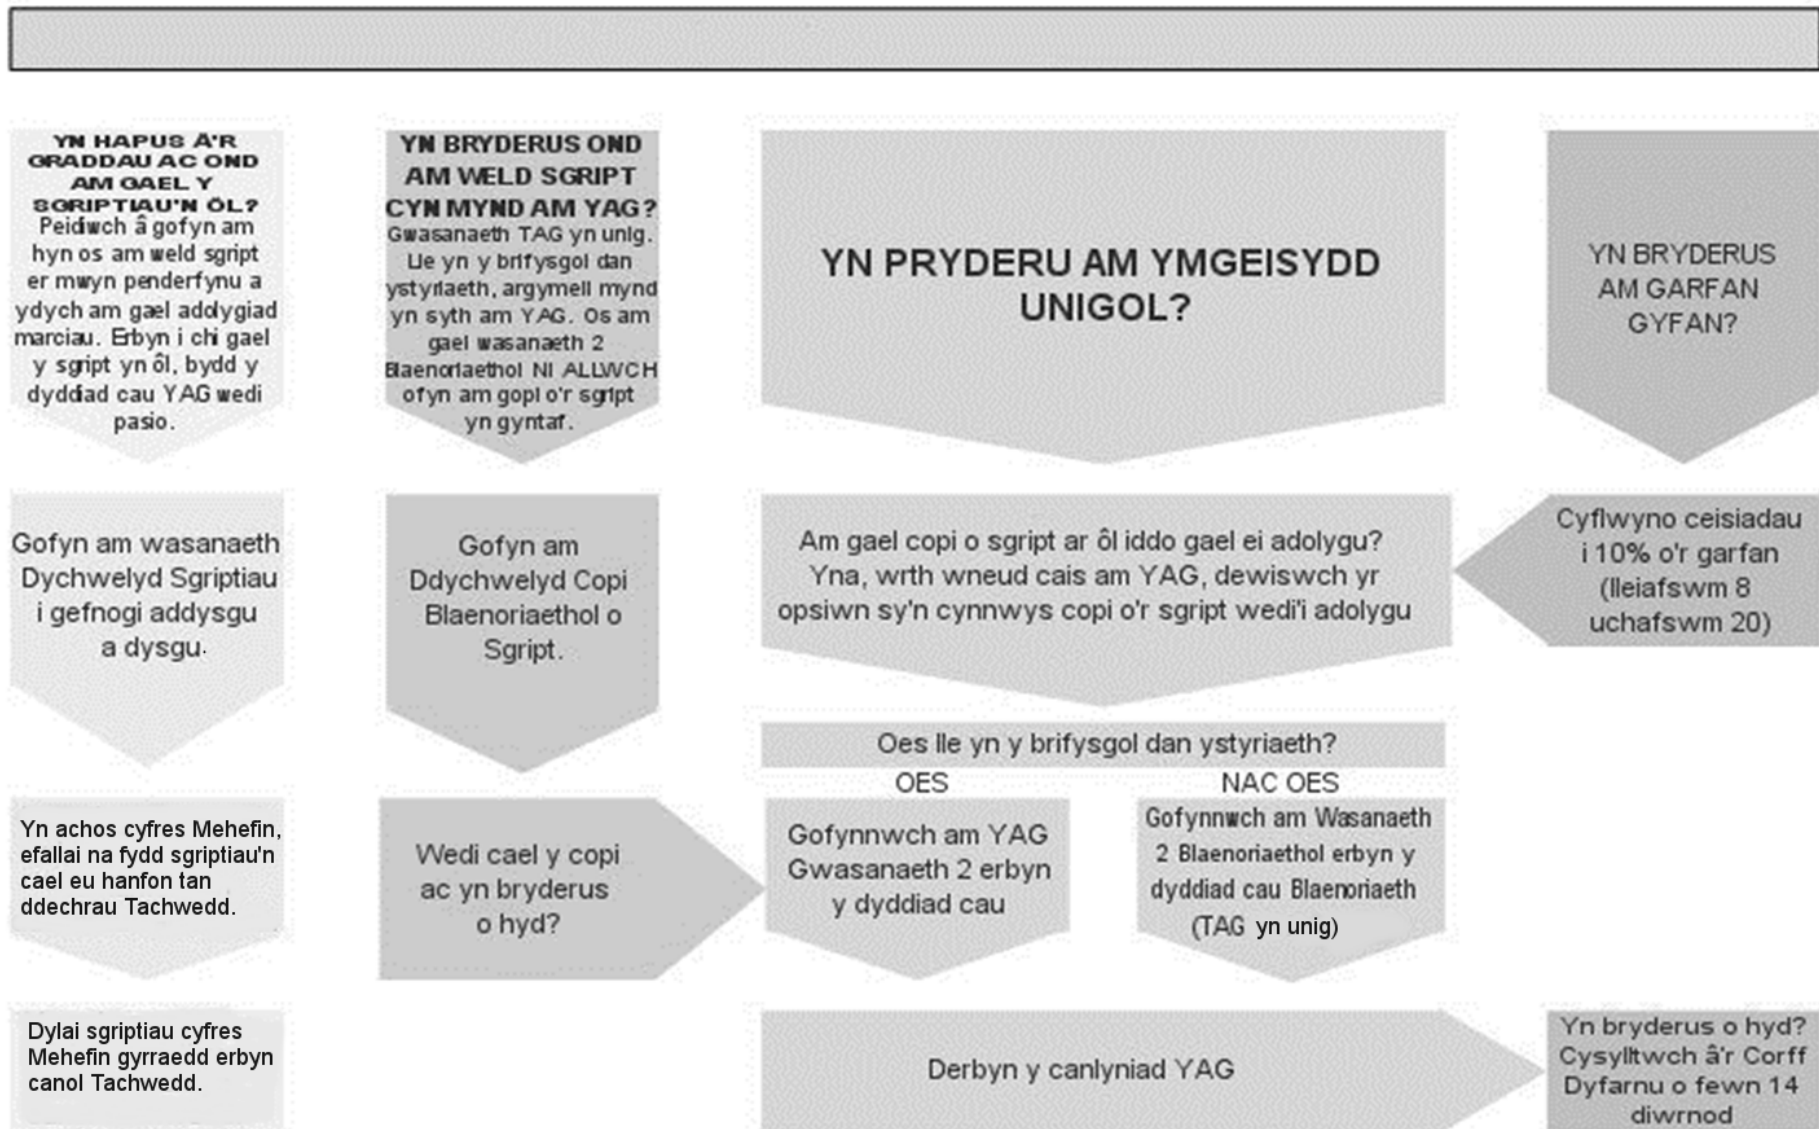 YN HAPUS Â'R
GRADDAU AC OND
AM GAEL Y
SGRIPTIAU'N ÔL?
Peidiwch â gofyn am
hyn os am weld sgript
er mwyn penderfynu a
ydych am gael adolygiad
marciau. Erbyn i chi gael
y sgript yn ôl, bydd y
dyddiad cau YAG wedi
pasio.
Gofyn am wasanaeth
Dychwelyd Sgriptiau
i gefnogi addysgu
a dysgu.
Yn achos cyfres Mehefin,
efallai na fydd sgriptiau'n
cael eu hanfon tan
ddechrau Tachwedd.
Dylai sgriptiau cyfres
Mehefin gyrraedd erbyn
canol Tachwedd.
YN BRYDERUS OND
AM WELD SGRIPT
CYN MYND AM YAG?
Gwasanaeth TAG yn unig.
Lle yn y brifysgol dan
ystyriaeth, argymell mynd
yn syth am YAG. Os am
gael wasanaeth 2
Blaenoriaethol NI ALLWCH
ofyn am gopi o'r sgript
yn gyntaf.
Gofyn am
Ddychwelyd Copi
Blaenoriaethol o
Sgript.
Wedi cael y copi
ac yn bryderus
o hyd?
YN PRYDERU AM YMGEISYDD
UNIGOL?
Am gael copi o sgript ar ôl iddo gael ei adolygu?
Yna, wrth wneud cais am YAG, dewiswch yr
opsiwn sy'n cynnwys copi o'r sgript wedi'i adolygu
Oes lle yn y brifysgol dan ystyriaeth?
OES
Gofynnwch am YAG
Gwasanaeth 2 erbyn
y dyddiad cau
NAC OES
Gofynnwch am Wasanaeth
2 Blaenoriaethol erbyn y
dyddiad cau Blaenoriaeth
(TAG yn unig)
Derbyn y canlyniad YAG
YN BRYDERUS
AM GARFAN
GYFAN?
Cyflwyno ceisiadau
i 10% o'r garfan
(lleiafswm 8
uchafswm 20)
Yn bryderus o hyd?
Cysylltwch â'r Corff
Dyfarnu o fewn 14
diwrnod